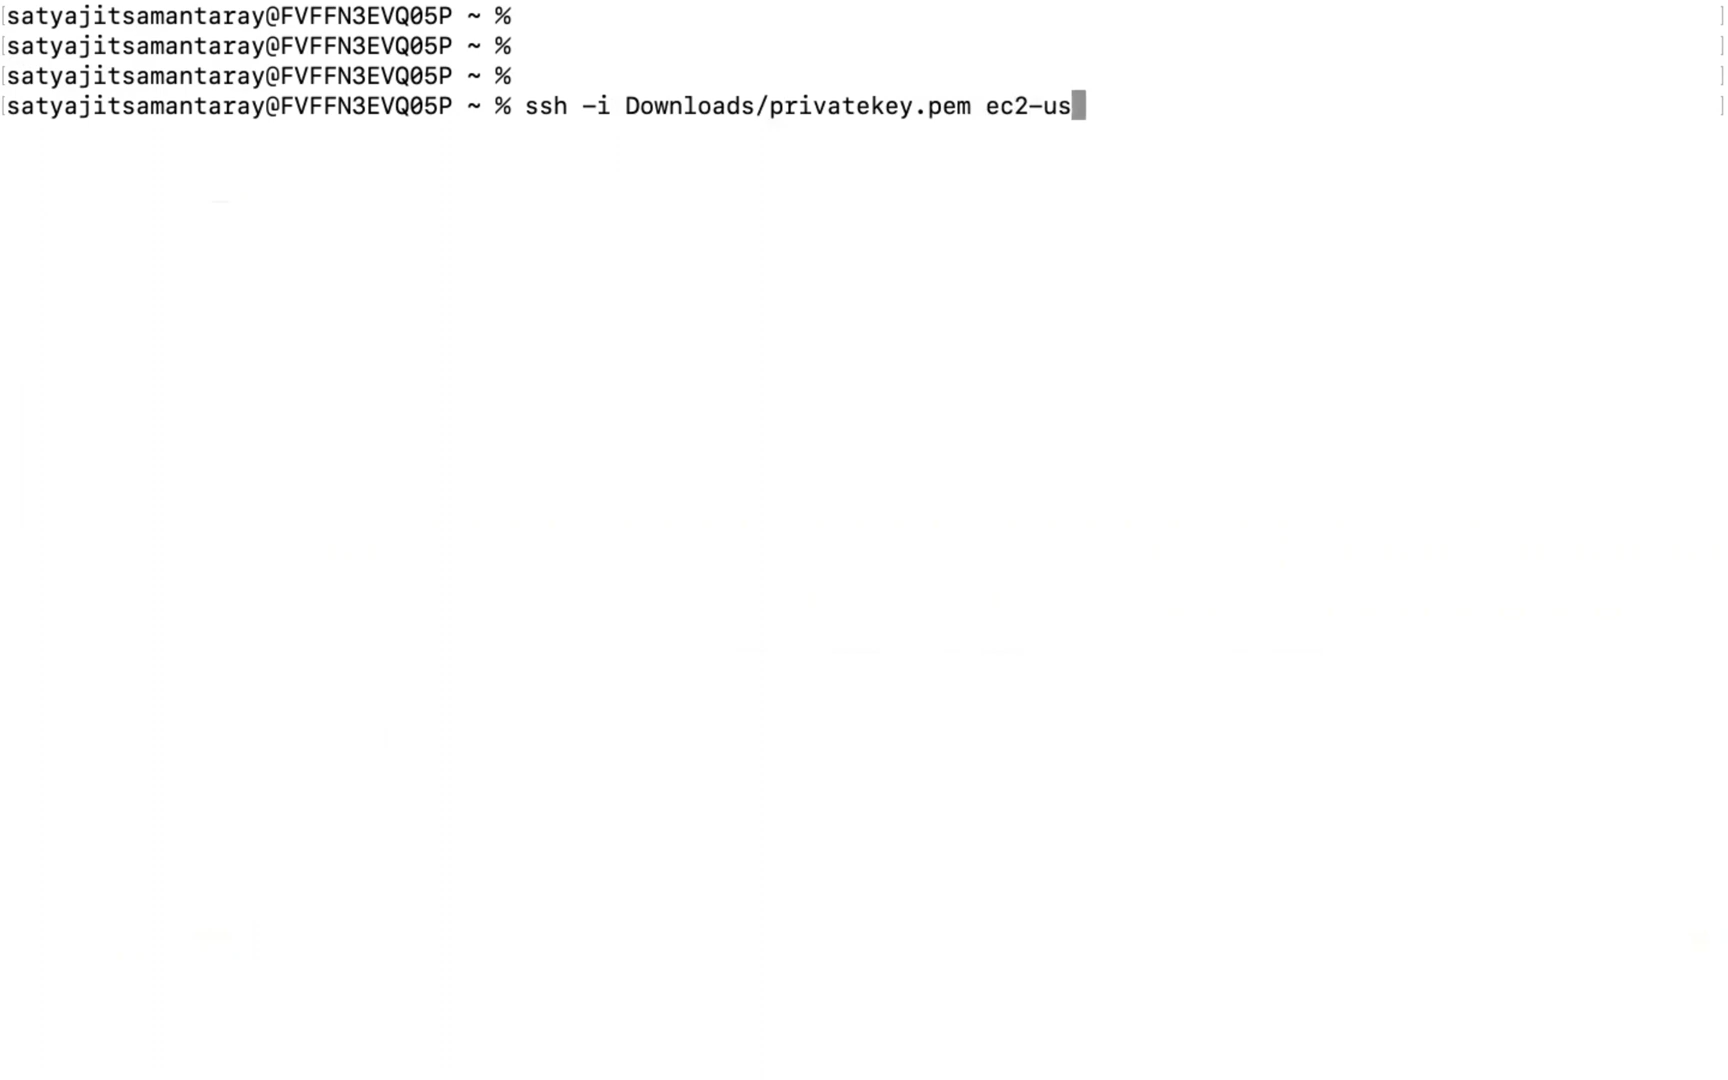 [satyajitsamantaray@FVFFN3EVQ05P ~ % ]
[satyajitsamantaray@FVFFN3EVQ05P ~ % ]
[satyajitsamantaray@FVFFN3EVQ05P ~ % ]
[satyajitsamantaray@FVFFN3EVQ05P ~ % ssh -i Downloads/privatekey.pem ec2-us ]